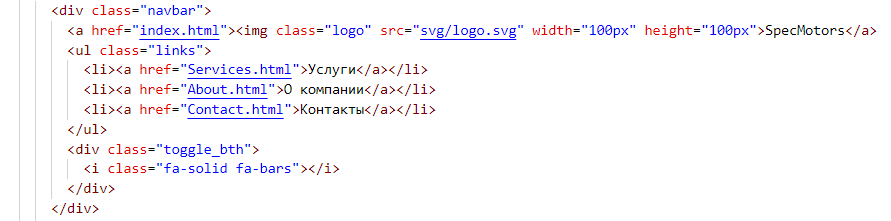 <div class="navbar">
<a href="index.html"><img class="logo" src="svg/logo.svg" width="100px" height="100px">SpecMotors</a>
<ul class="links">
<li><a href="Services.html">Услуги</a></li>
<li><a href="About.html">О компании</a></li>
<li><a href="Contact.html">Контакты</a></li>
</ul>
<div class="toggle_bth">
<i class="fa-solid fa-bars"></i>
</div>
</div>